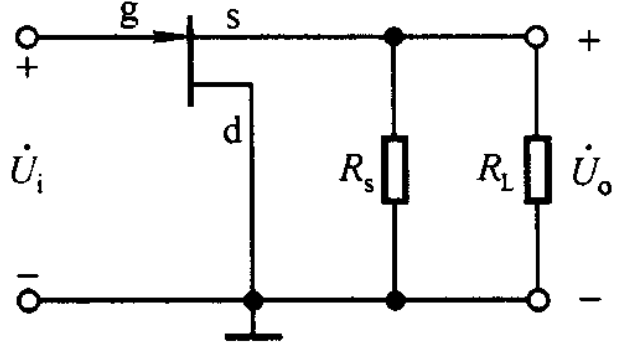 g s
+ +
d
U̇i Rs RL U̇o
− −